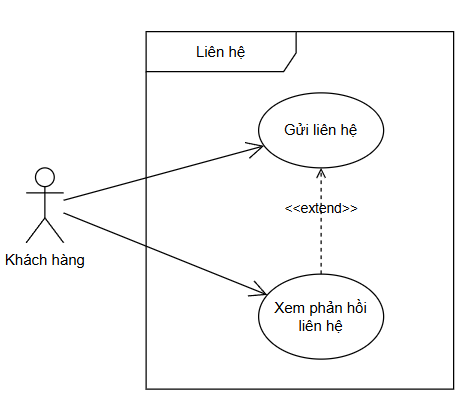 Liên hệ
Gửi liên hệ
<<extend>>
Khách hàng
Xem phản hồi
liên hệ